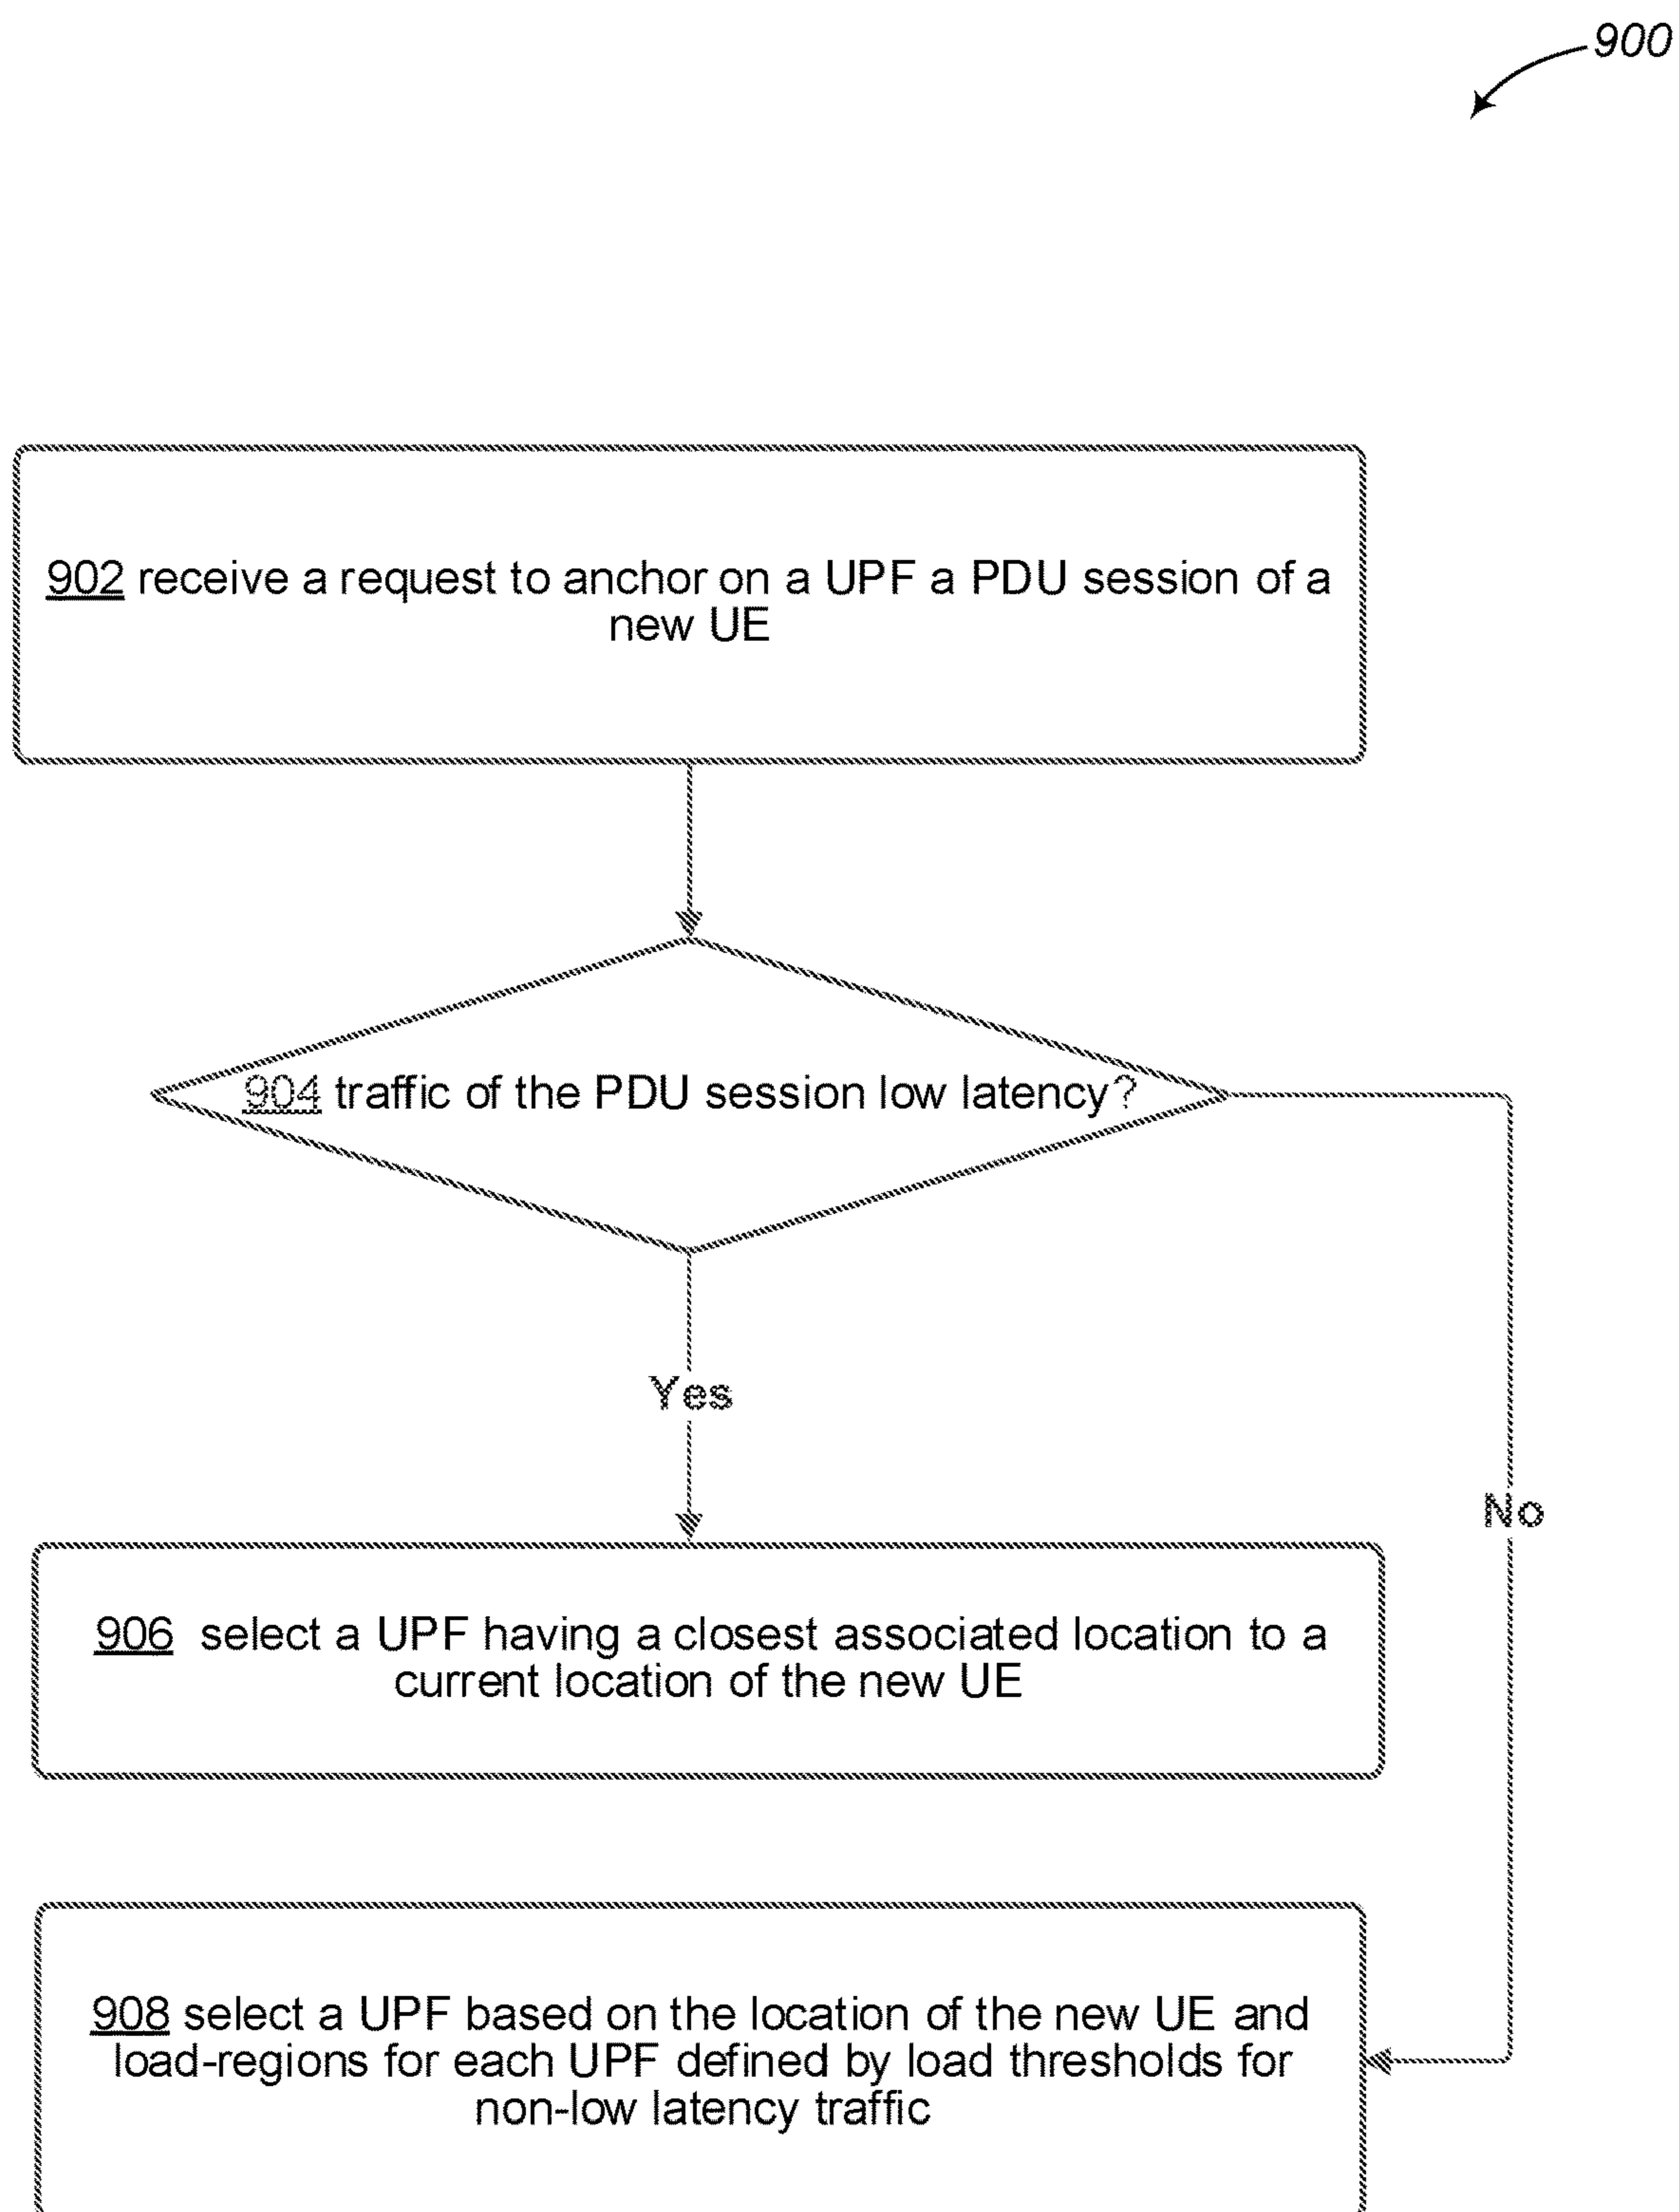 900
902 receive a request to anchor on a UPF a PDU session of a
new UE
904 traffic of the PDU session low latency?
Yes
No
906 select a UPF having a closest associated location to a
current location of the new UE
908 select a UPF based on the location of the new UE and
load-regions for each UPF defined by load thresholds for
non-low latency traffic